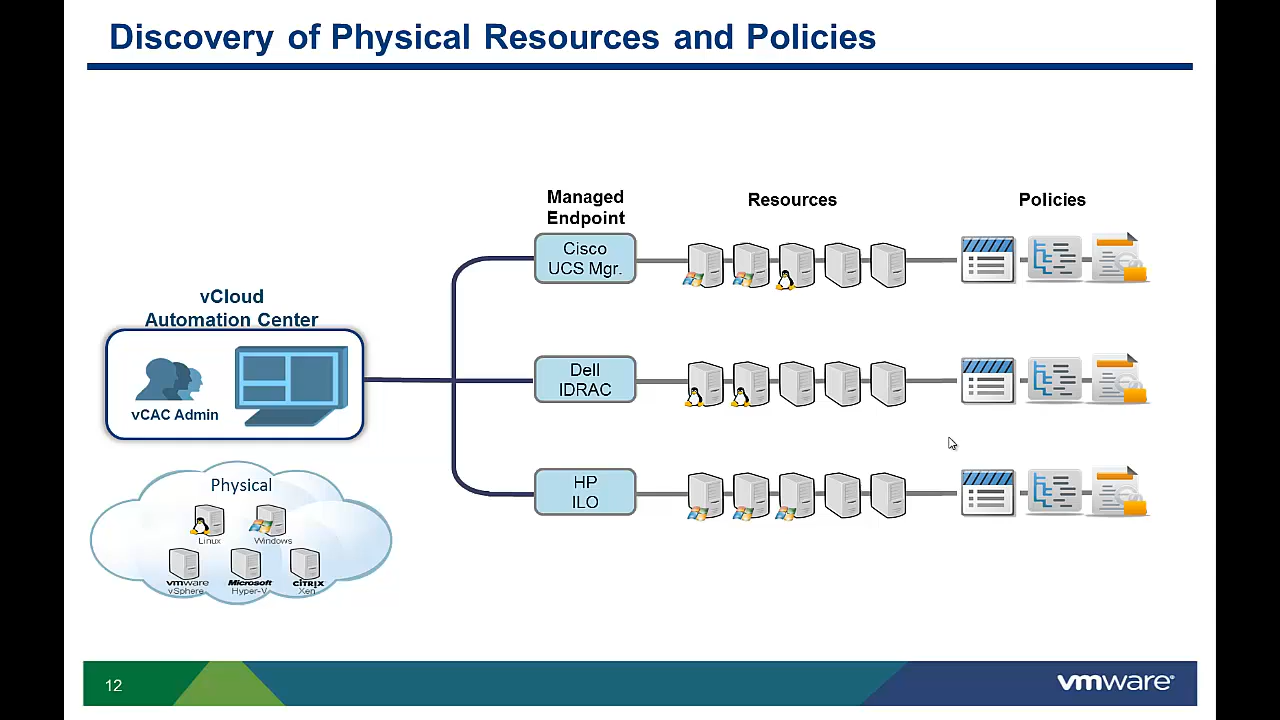 Discovery of Physical Resources and Policies
Managed
Endpoint
Resources
Policies
Cisco
UCS Mgr.
vCloud
Automation Center
vCAC Admin
Dell
IDRAC
HP
ILO
Physical
Linux
Windows
vmware
vSphere
Microsoft
Hyper-V
CITRIX
Xen
12
vmware®